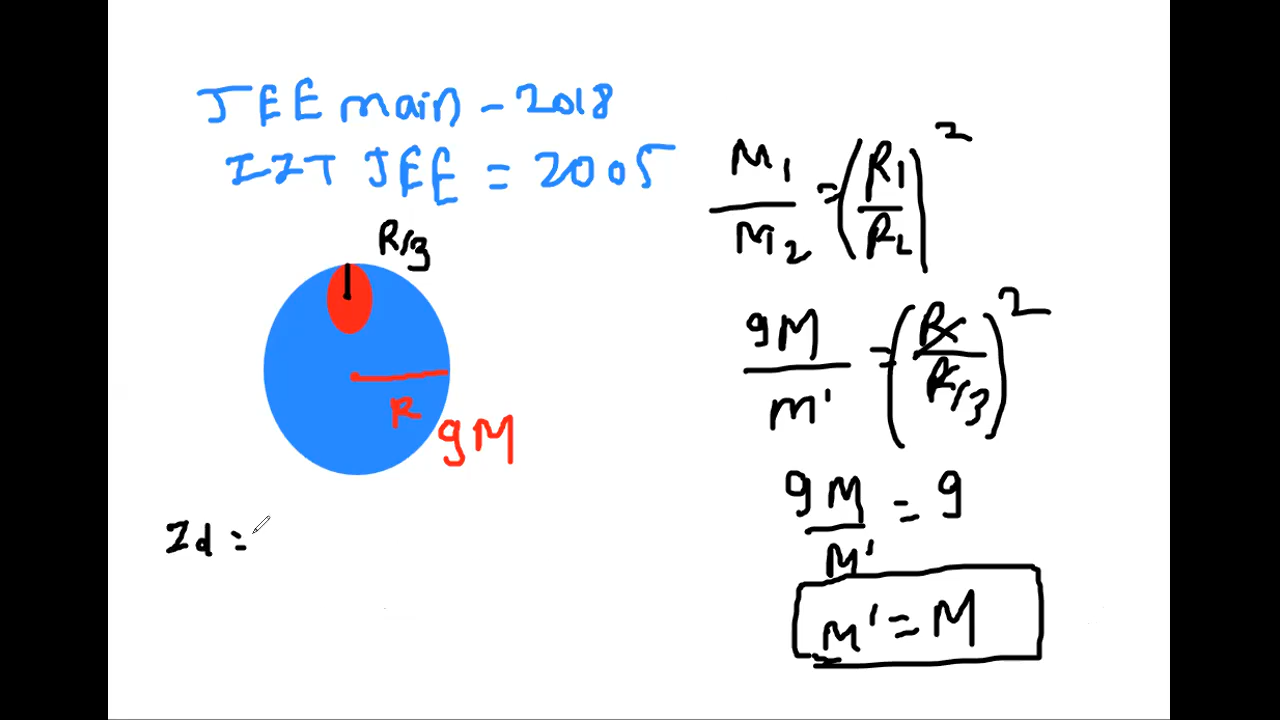 JEE main - 2018
IIT JEE = 2005
R/3
R
9M
Id =
M1/M2 = (R1/R2)^2
9M/M' = (R/R/3)^2
9M/M' = 9
M' = M